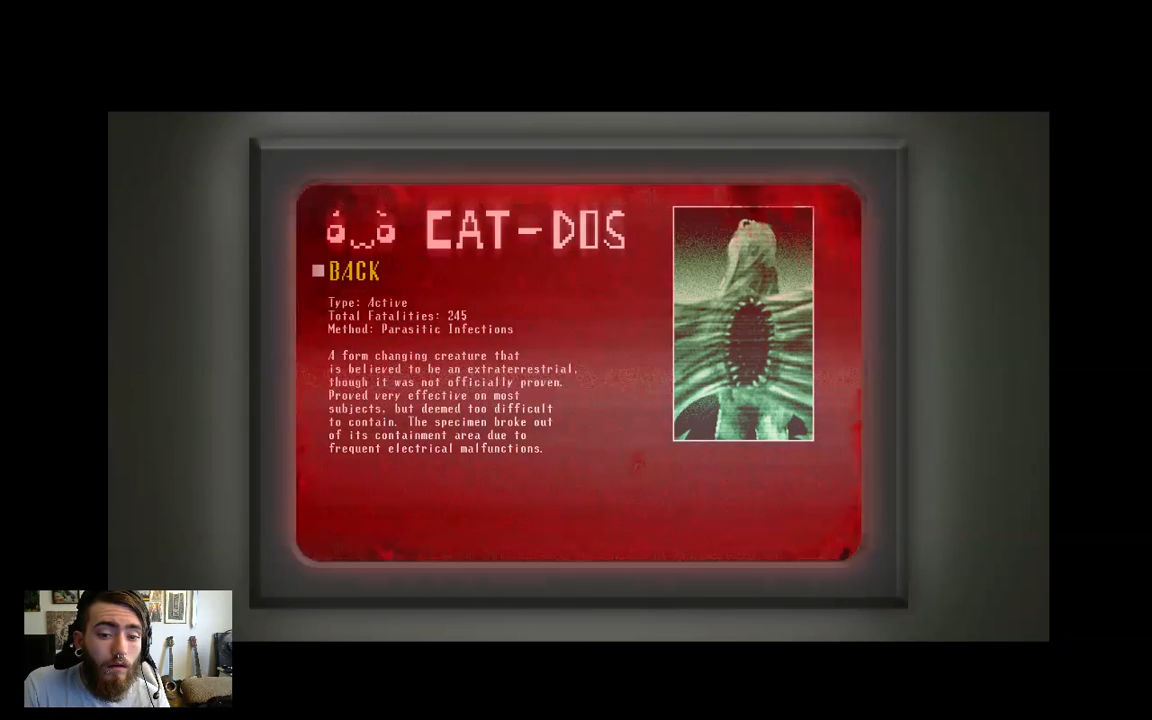 CAT-DOS
BACK
Type: Active
Total Fatalities: 245
Method: Parasitic Infections
A form changing creature that
is believed to be an extraterrestrial,
though it was not officially proven.
Proved very effective on most
subjects, but deemed too difficult
to contain. The specimen broke out
of its containment area due to
frequent electrical malfunctions.